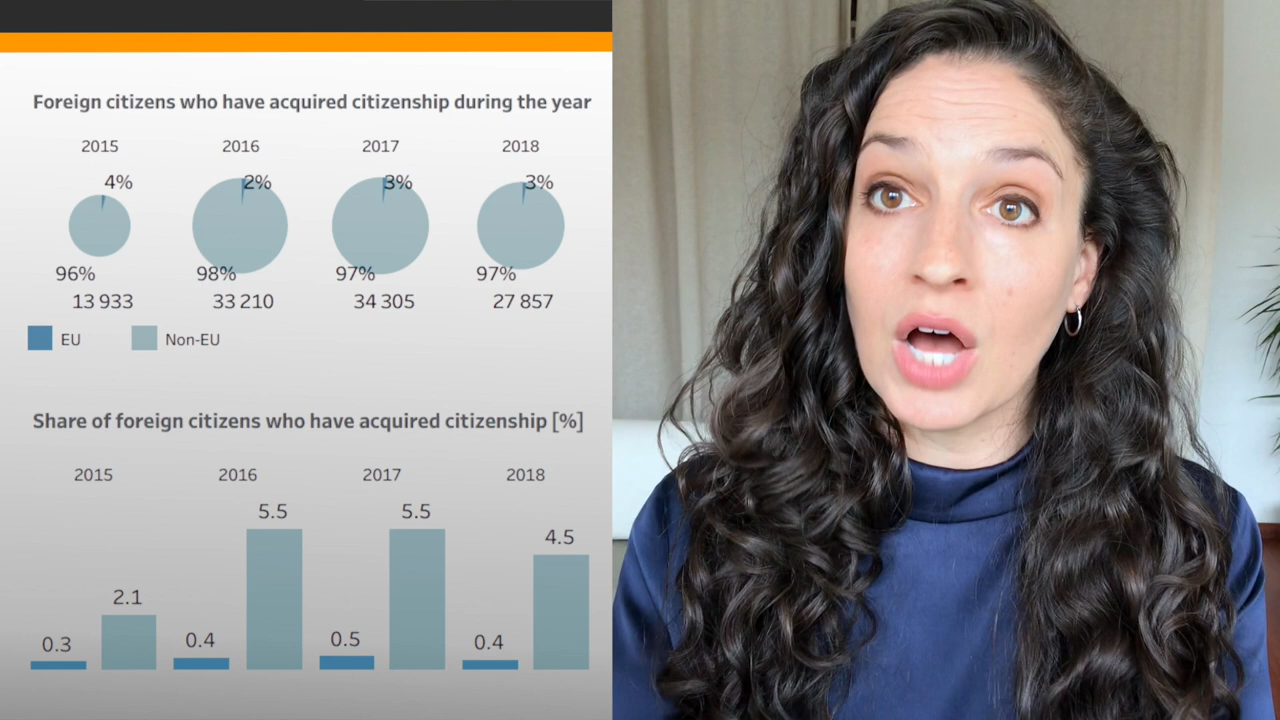 Foreign citizens who have acquired citizenship during the year
2015 2016 2017 2018
4% 2% 3% 3%
96% 98% 97% 97%
13 933 33 210 34 305 27 857
EU Non-EU
Share of foreign citizens who have acquired citizenship [%]
2015 2016 2017 2018
0.3 2.1 0.4 5.5 0.5 5.5 0.4 4.5